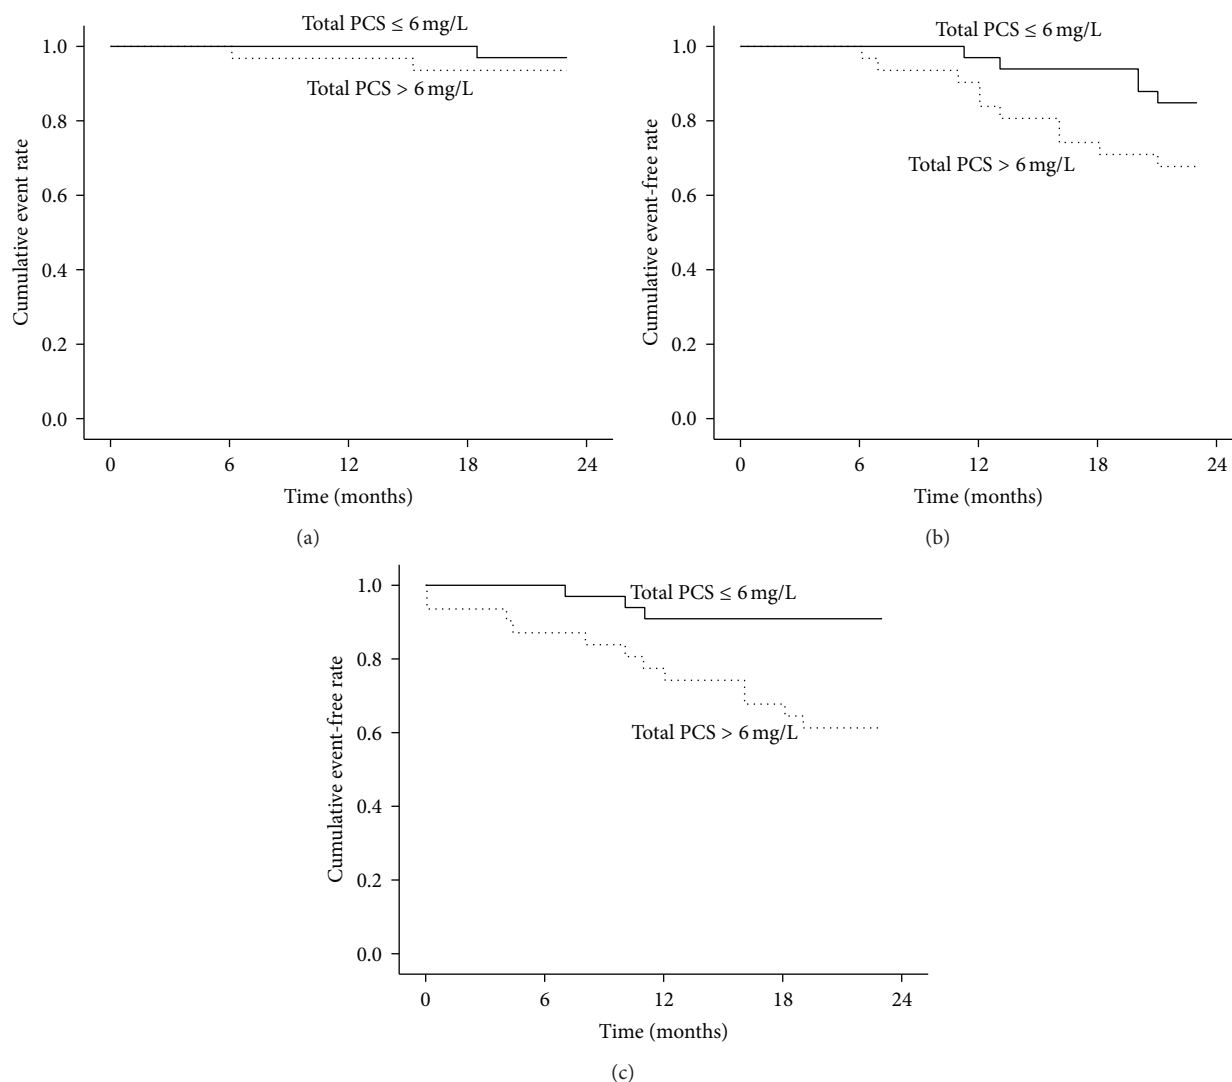 Total PCS ≤ 6 mg/L
1.0
Total PCS > 6 mg/L
0.8
0.6
0.4
0.2
0.0
Cumulative event rate
0 6 12 18 24
Time (months)
(a)
Total PCS ≤ 6 mg/L
1.0
0.8
Total PCS > 6 mg/L
0.6
0.4
0.2
0.0
Cumulative event-free rate
0 6 12 18 24
Time (months)
(b)
1.0
Total PCS ≤ 6 mg/L
0.8
Total PCS > 6 mg/L
0.6
0.4
0.2
0.0
Cumulative event-free rate
0 6 12 18 24
Time (months)
(c)